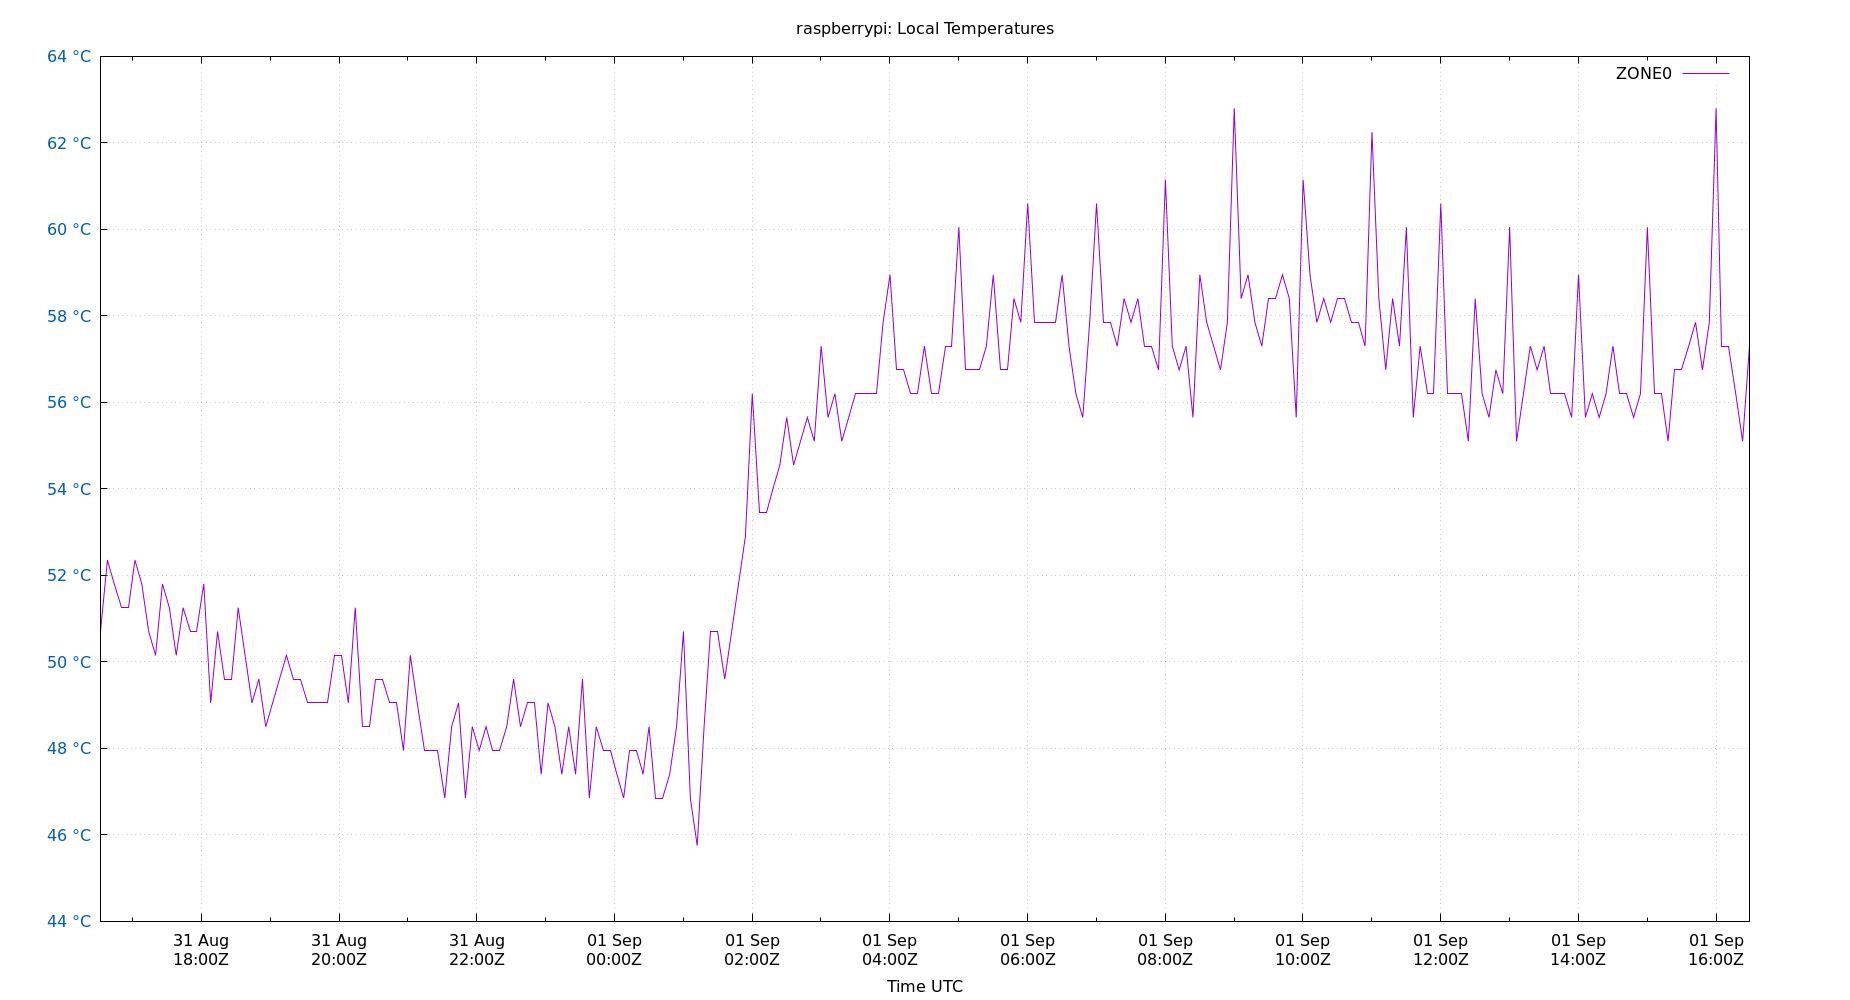 raspberrypi: Local Temperatures
64 °C
ZONE0
62 °C
60 °C
58 °C
56 °C
54 °C
52 °C
50 °C
48 °C
46 °C
44 °C
31 Aug 31 Aug 31 Aug 01 Sep 01 Sep 01 Sep 01 Sep 01 Sep 01 Sep 01 Sep 01 Sep 01 Sep
18:00Z 20:00Z 22:00Z 00:00Z 02:00Z 04:00Z 06:00Z 08:00Z 10:00Z 12:00Z 14:00Z 16:00Z
Time UTC